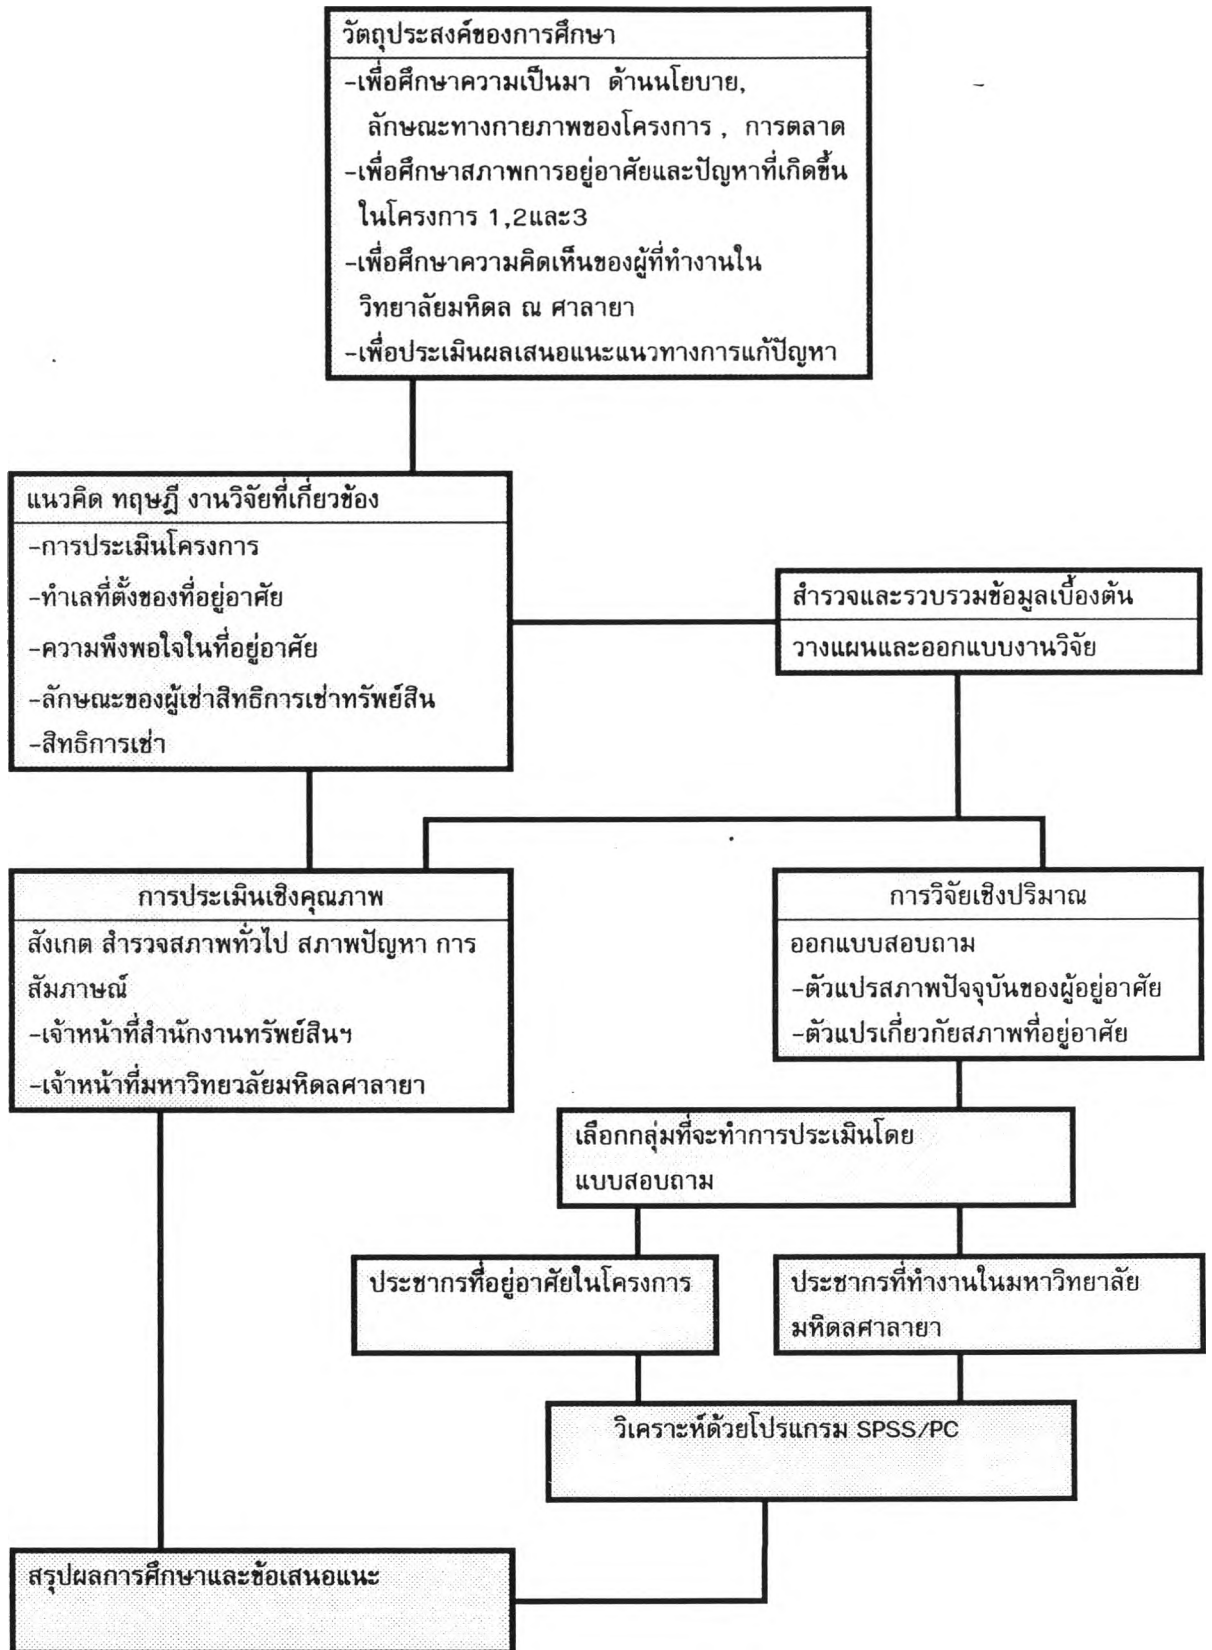 วัตถุประสงค์ของการศึกษา
-เพื่อศึกษาความเป็นมา ด้านนโยบาย,
ลักษณะทางกายภาพของโครงการ , การตลาด
-เพื่อศึกษาสภาพการอยู่อาศัยและปัญหาที่เกิดขึ้น
ในโครงการ 1,2และ3
-เพื่อศึกษาความคิดเห็นของผู้ที่ทำงานใน
วิทยาลัยมหิดล ณ ศาลายา
-เพื่อประเมินผลเสนอแนะแนวทางการแก้ปัญหา
แนวคิด ทฤษฎี งานวิจัยที่เกี่ยวข้อง
-การประเมินโครงการ
-ทำเลที่ตั้งของที่อยู่อาศัย
-ความพึงพอใจในที่อยู่อาศัย
-ลักษณะของผู้เช่าสิทธิการเช่าทรัพย์สิน
-สิทธิการเช่า
สำรวจและรวบรวมข้อมูลเบื้องต้น
วางแผนและออกแบบงานวิจัย
การประเมินเชิงคุณภาพ
สังเกต สำรวจสภาพทั่วไป สภาพปัญหา การ
สัมภาษณ์
-เจ้าหน้าที่สำนักงานทรัพย์สินฯ
-เจ้าหน้าที่มหาวิทยวลัยมหิดลศาลายา
การวิจัยเชิงปริมาณ
ออกแบบสอบถาม
-ตัวแปรสภาพปัจจุบันของผู้อยู่อาศัย
-ตัวแปรเกี่ยวกัยสภาพที่อยู่อาศัย
เลือกกลุ่มที่จะทำการประเมินโดย
แบบสอบถาม
ประชากรที่อยู่อาศัยในโครงการ
ประชากรที่ทำงานในมหาวิทยาลัย
มหิดลศาลายา
วิเคราะห์ด้วยโปรแกรม SPSS/PC
สรุปผลการศึกษาและข้อเสนอแนะ